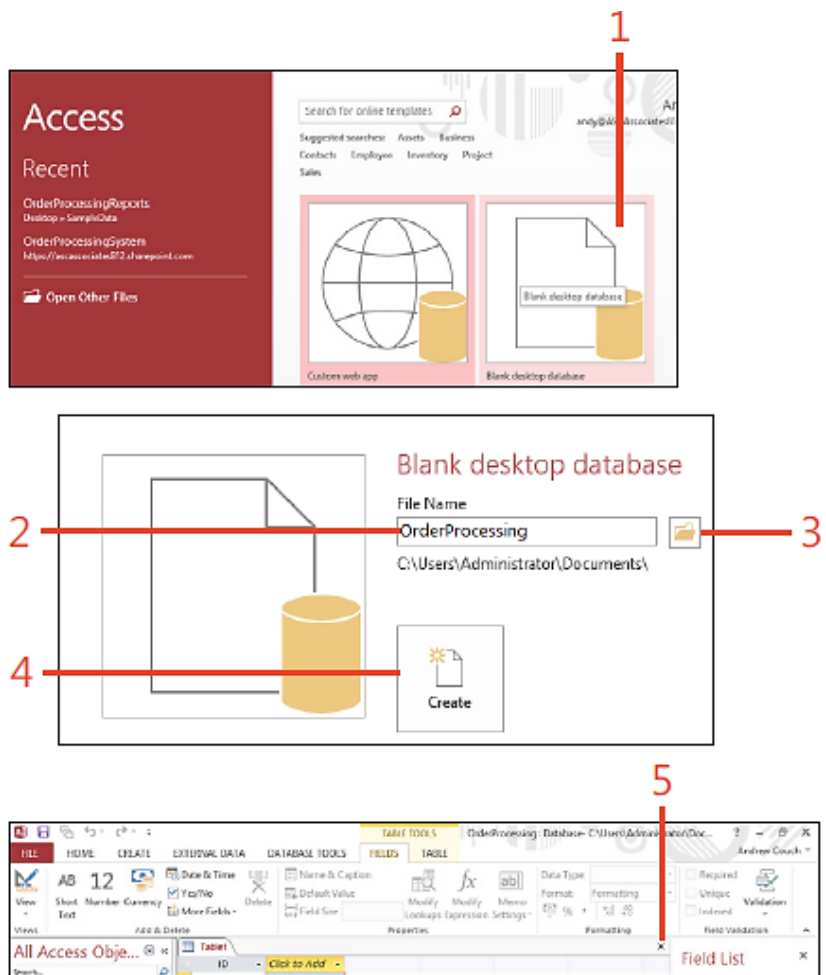 1
Access
Search for online templates
Suggested searches: Assets Business
Contacts Employee Inventory Project
Sales
Recent
OrderProcessingReports
Desktop » SampleData
OrderProcessingSystem
Open Other Files
Blank desktop database
Custom web app
Blank desktop database
Blank desktop database
File Name
2
OrderProcessing
3
C:\Users\Administrator\Documents\
4
Create
5
TABLE TOOLS
OrderProcessing : Database- C:\Users\Administrator\Doc...
?
FILE HOME CREATE EXTERNAL DATA DATABASE TOOLS FIELDS TABLE
Andrew Couch
View
AB Short Text
12 Number
Currency
Date & Time
Yes/No
More Fields
Delete
Name & Caption
Default Value
Field Size
Modify Lookups
fx Modify Expression
ab Memo Settings
Data Type:
Format: Formatting
%
Required
Unique
Indexed
Validation
Views Add & Delete Properties Formatting Field Validation
All Access Obje...
Table1
Field List
Search...
ID Click to Add